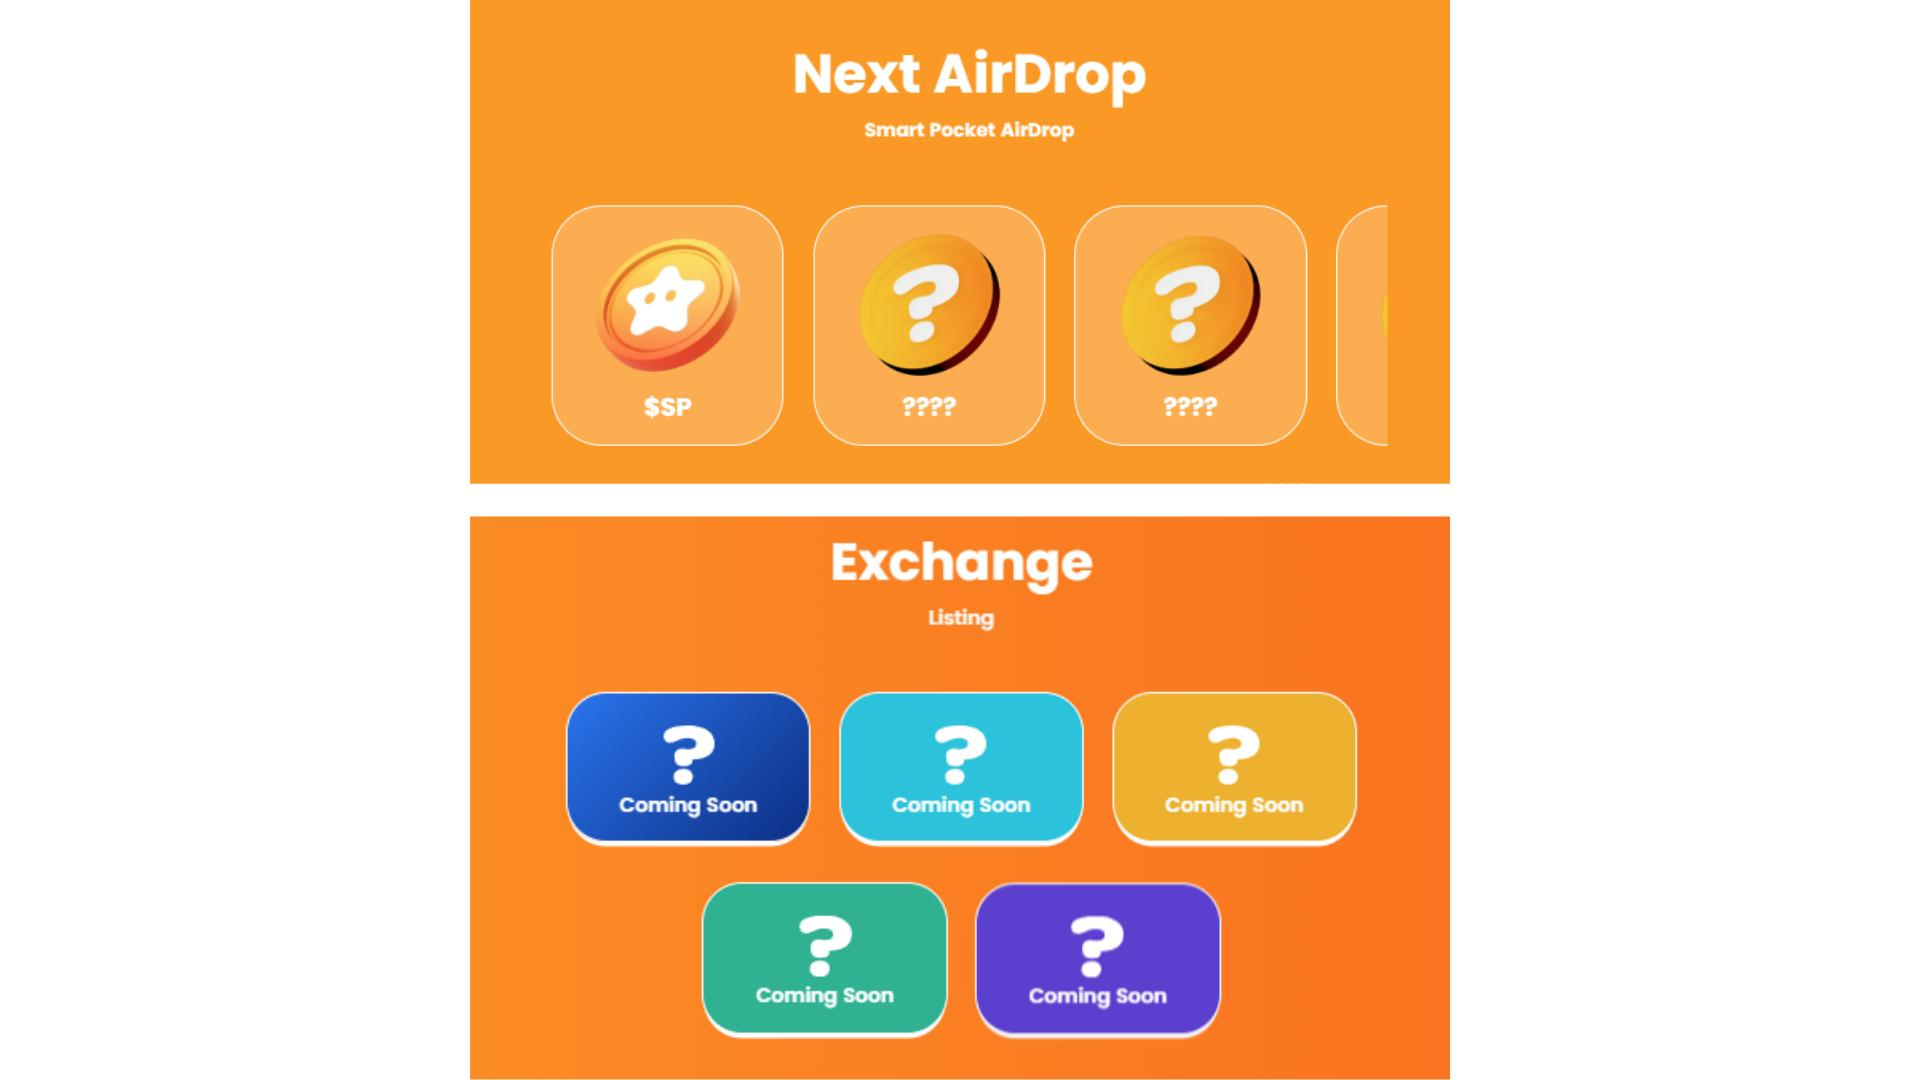 Next AirDrop
Smart Pocket AirDrop
? ?
$SP ???? ????
Exchange
Listing
? ? ?
Coming Soon Coming Soon Coming Soon
? ?
Coming Soon Coming Soon